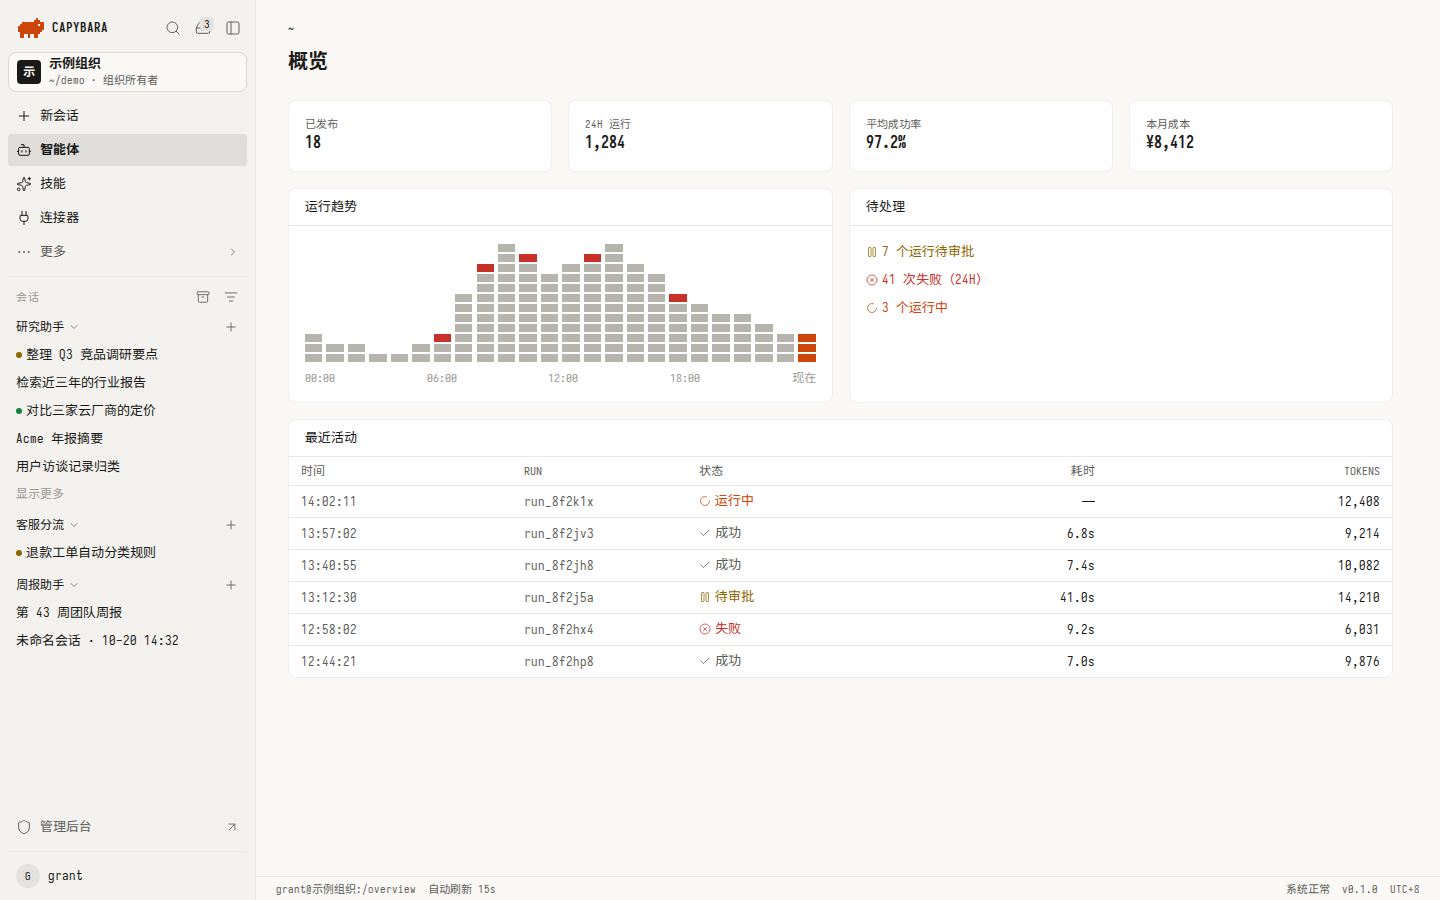 CAPYBARA
3
示
示例组织
~/demo · 组织所有者
新会话
智能体
技能
连接器
更多
会话
研究助手
整理 Q3 竞品调研要点
检索近三年的行业报告
对比三家云厂商的定价
Acme 年报摘要
用户访谈记录归类
显示更多
客服分流
退款工单自动分类规则
周报助手
第 43 周团队周报
未命名会话 · 10-20 14:32
管理后台
G
grant
~
概览
已发布
18
24H 运行
1,284
平均成功率
97.2%
本月成本
¥8,412
运行趋势
00:00 06:00 12:00 18:00 现在
待处理
7 个运行待审批
41 次失败 (24H)
3 个运行中
最近活动
时间 RUN 状态 耗时 TOKENS
14:02:11 run_8f2k1x 运行中 — 12,408
13:57:02 run_8f2jv3 成功 6.8s 9,214
13:40:55 run_8f2jh8 成功 7.4s 10,082
13:12:30 run_8f2j5a 待审批 41.0s 14,210
12:58:02 run_8f2hx4 失败 9.2s 6,031
12:44:21 run_8f2hp8 成功 7.0s 9,876
grant@示例组织:/overview 自动刷新 15s
系统正常 v0.1.0 UTC+8